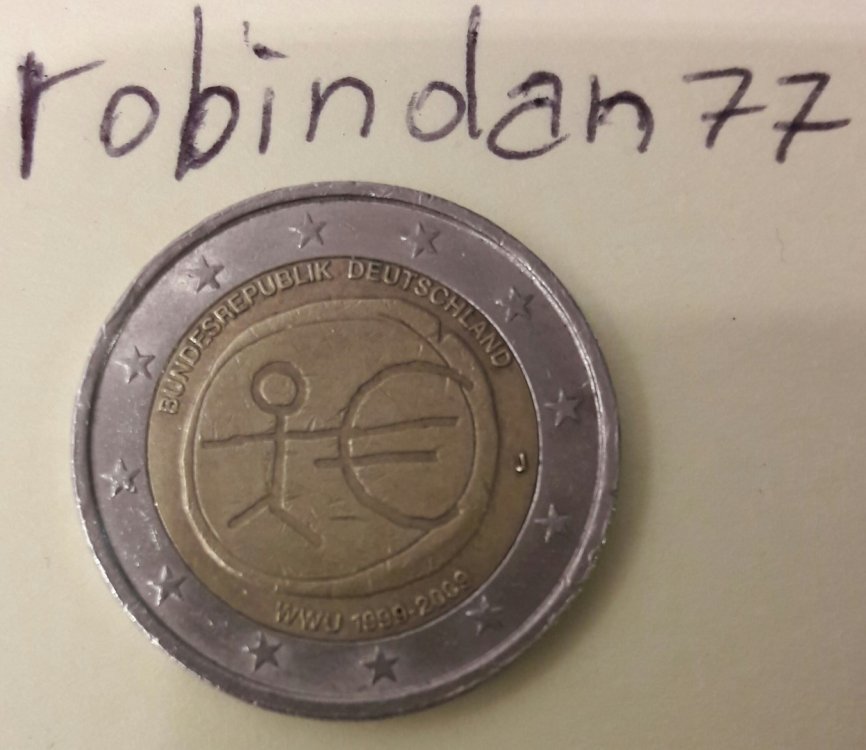 robindan77
BUNDESREPUBLIK DEUTSCHLAND
J
WWU 1999-2009